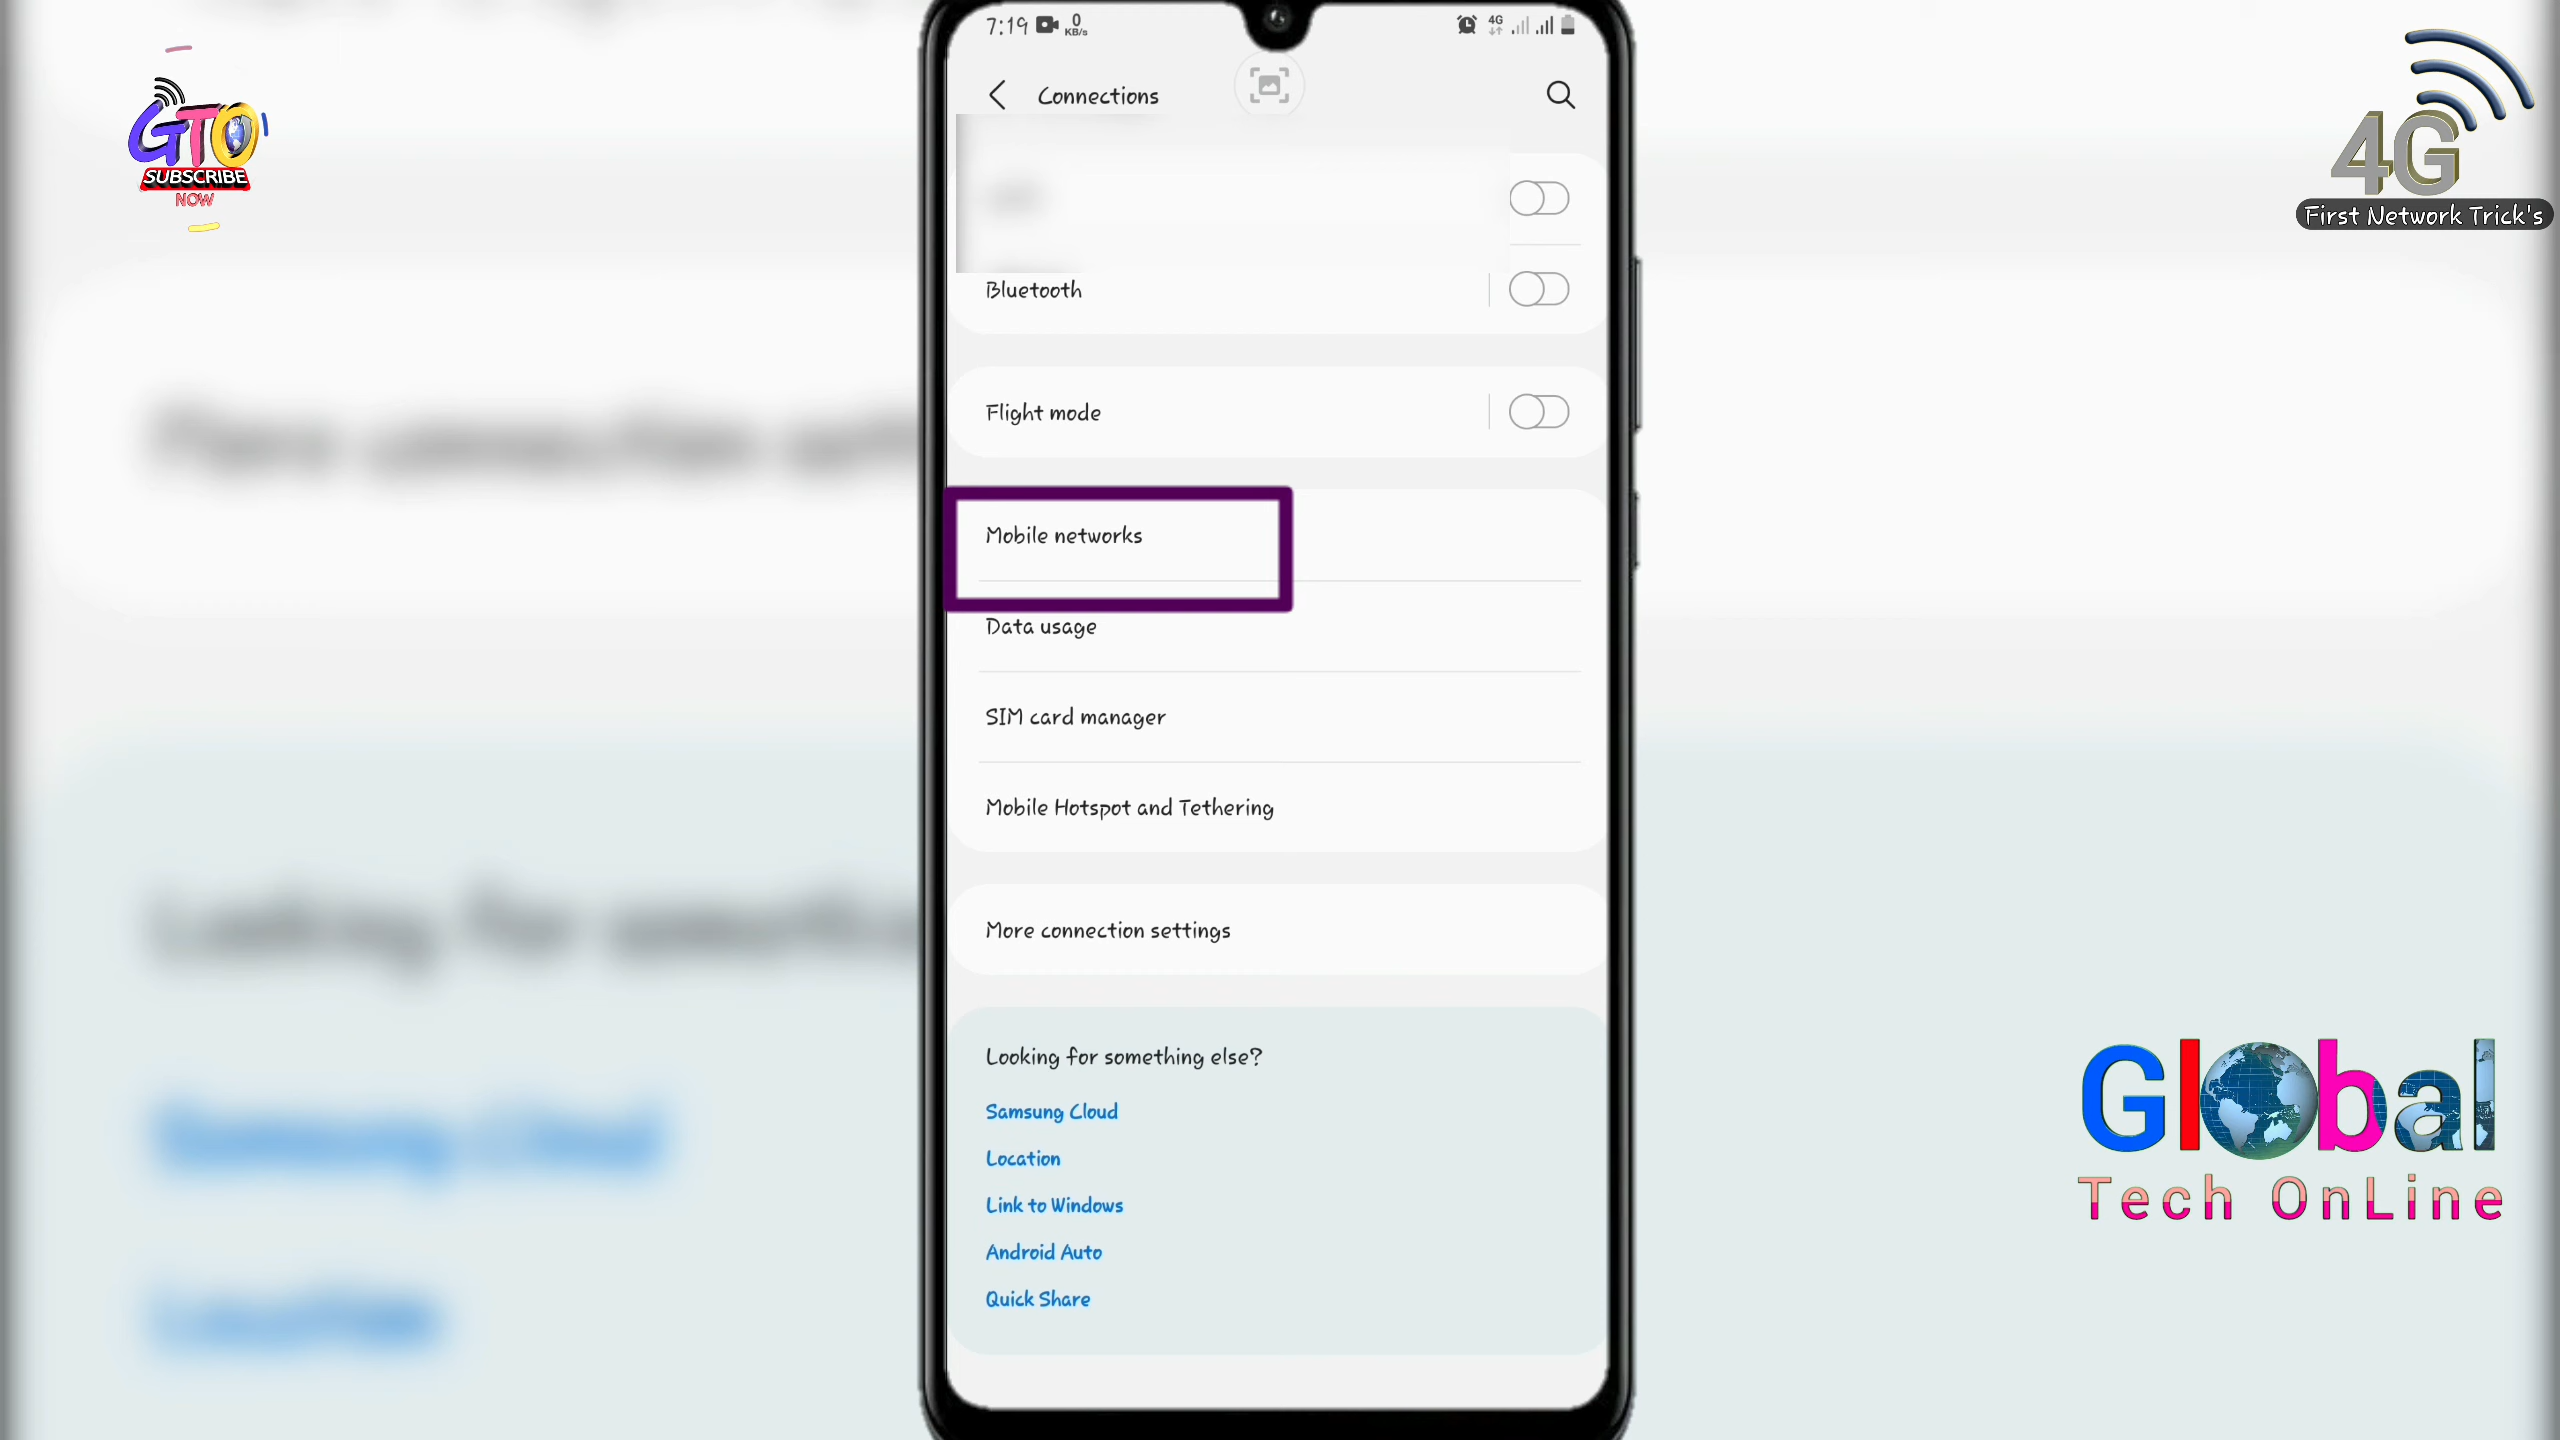 7:19
0
KB/s
4G
Connections
Bluetooth
Flight mode
Mobile networks
Data usage
SIM card manager
Mobile Hotspot and Tethering
More connection settings
Looking for something else?
Samsung Cloud
Location
Link to Windows
Android Auto
Quick Share
GTO
SUBSCRIBE
NOW
4G
First Network Trick's
Global
Tech OnLine